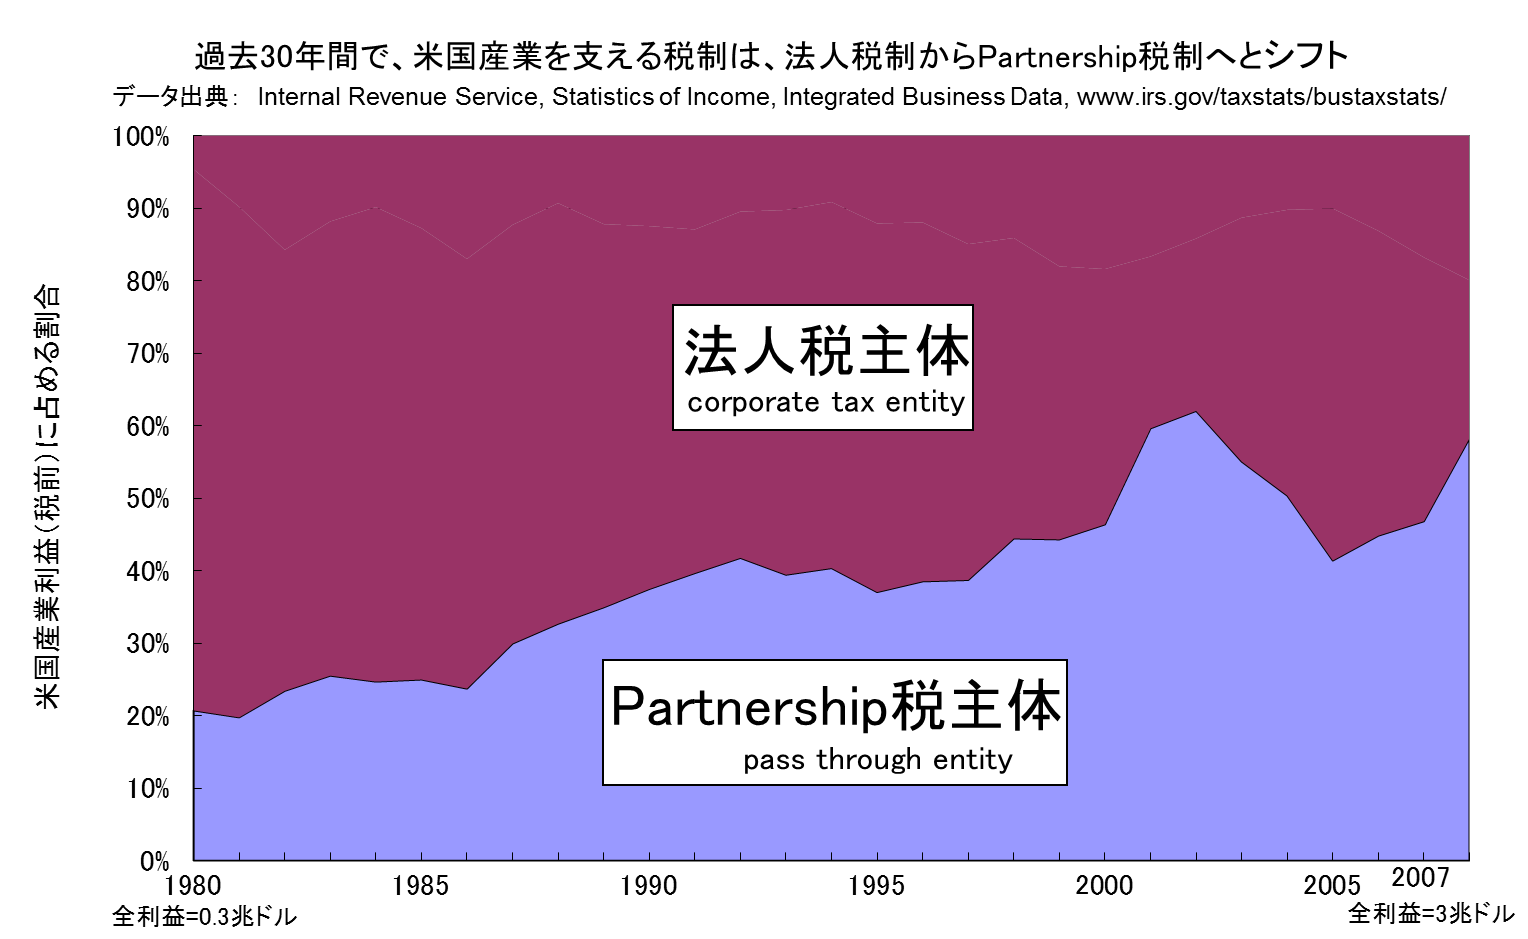 過去30年間で、米国産業を支える税制は、法人税制からPartnership税制へとシフト
データ出典： Internal Revenue Service, Statistics of Income, Integrated Business Data, www.irs.gov/taxstats/bustaxstats/
米国産業利益（税前）に占める割合
100%
90%
80%
70%
60%
50%
40%
30%
20%
10%
0%
法人税主体
corporate tax entity
Partnership税主体
pass through entity
1980 1985 1990 1995 2000 2005 2007
全利益=0.3兆ドル 全利益=3兆ドル